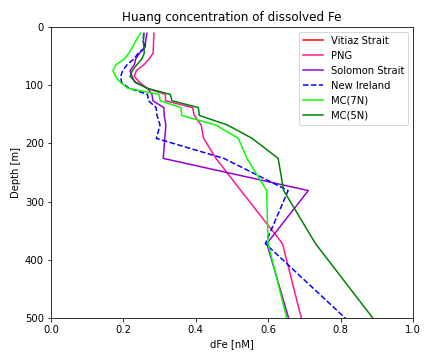 Huang concentration of dissolved Fe
0
100
200
300
400
500
Depth [m]
Vitiaz Strait
PNG
Solomon Strait
New Ireland
MC(7N)
MC(5N)
0.0 0.2 0.4 0.6 0.8 1.0
dFe [nM]